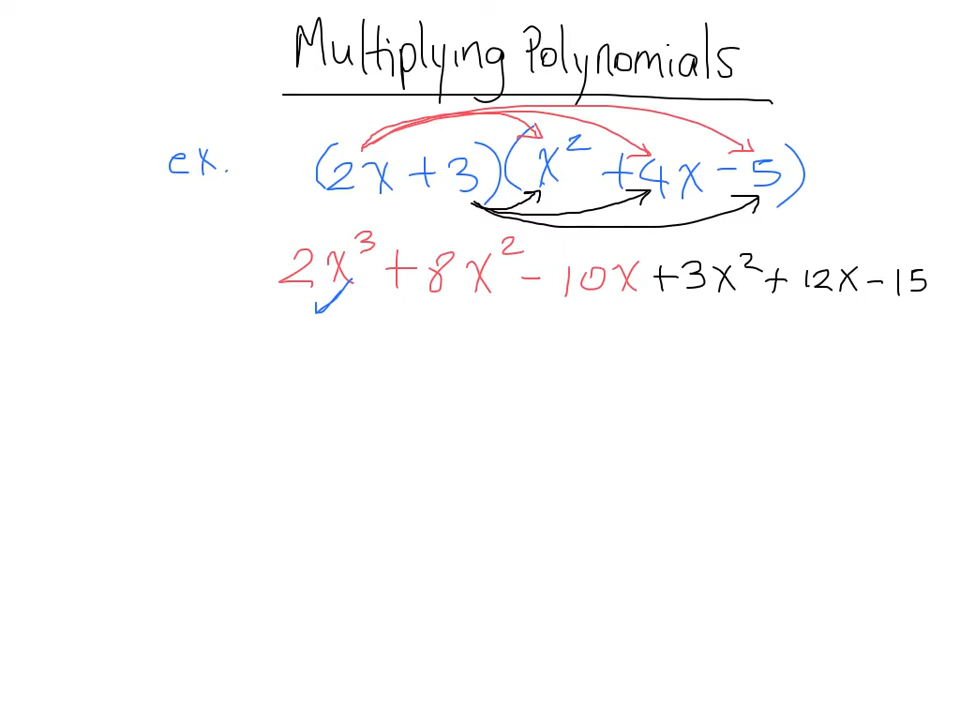 Multiplying Polynomials
ex. (2x + 3)(x² + 4x - 5)
2x³ + 8x² - 10x + 3x² + 12x - 15